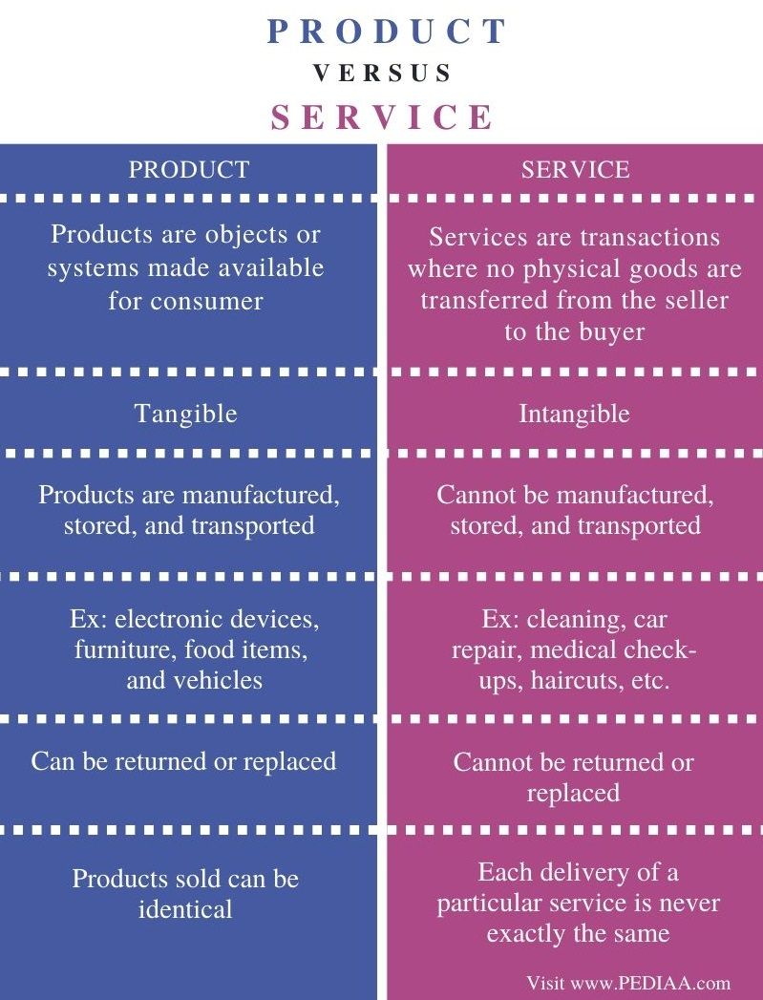 PRODUCT
VERSUS
SERVICE
PRODUCT
SERVICE
Products are objects or
systems made available
for consumer
Services are transactions
where no physical goods are
transferred from the seller
to the buyer
Tangible
Intangible
Products are manufactured,
stored, and transported
Cannot be manufactured,
stored, and transported
Ex: electronic devices,
furniture, food items,
and vehicles
Ex: cleaning, car
repair, medical check-
ups, haircuts, etc.
Can be returned or replaced
Cannot be returned or
replaced
Products sold can be
identical
Each delivery of a
particular service is never
exactly the same
Visit www.PEDIAA.com